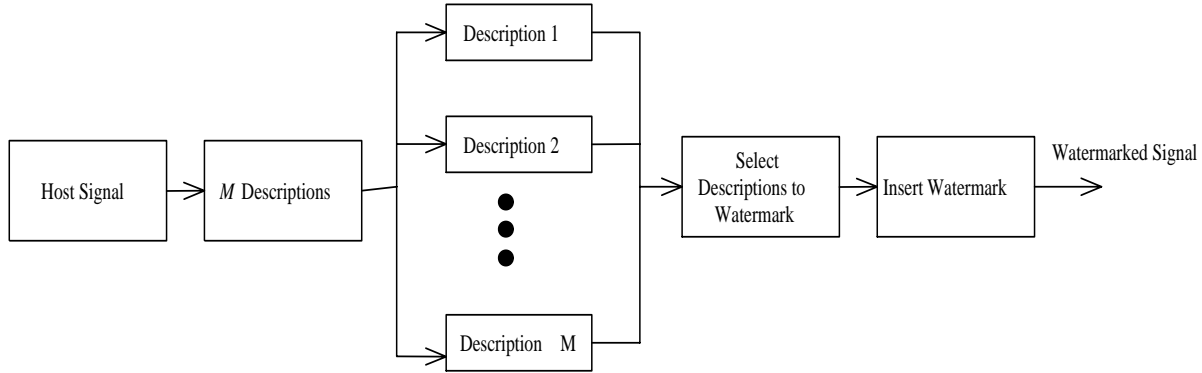 Host Signal
M Descriptions
Description 1
Description 2
Description M
Select
Descriptions to
Watermark
Insert Watermark
Watermarked Signal